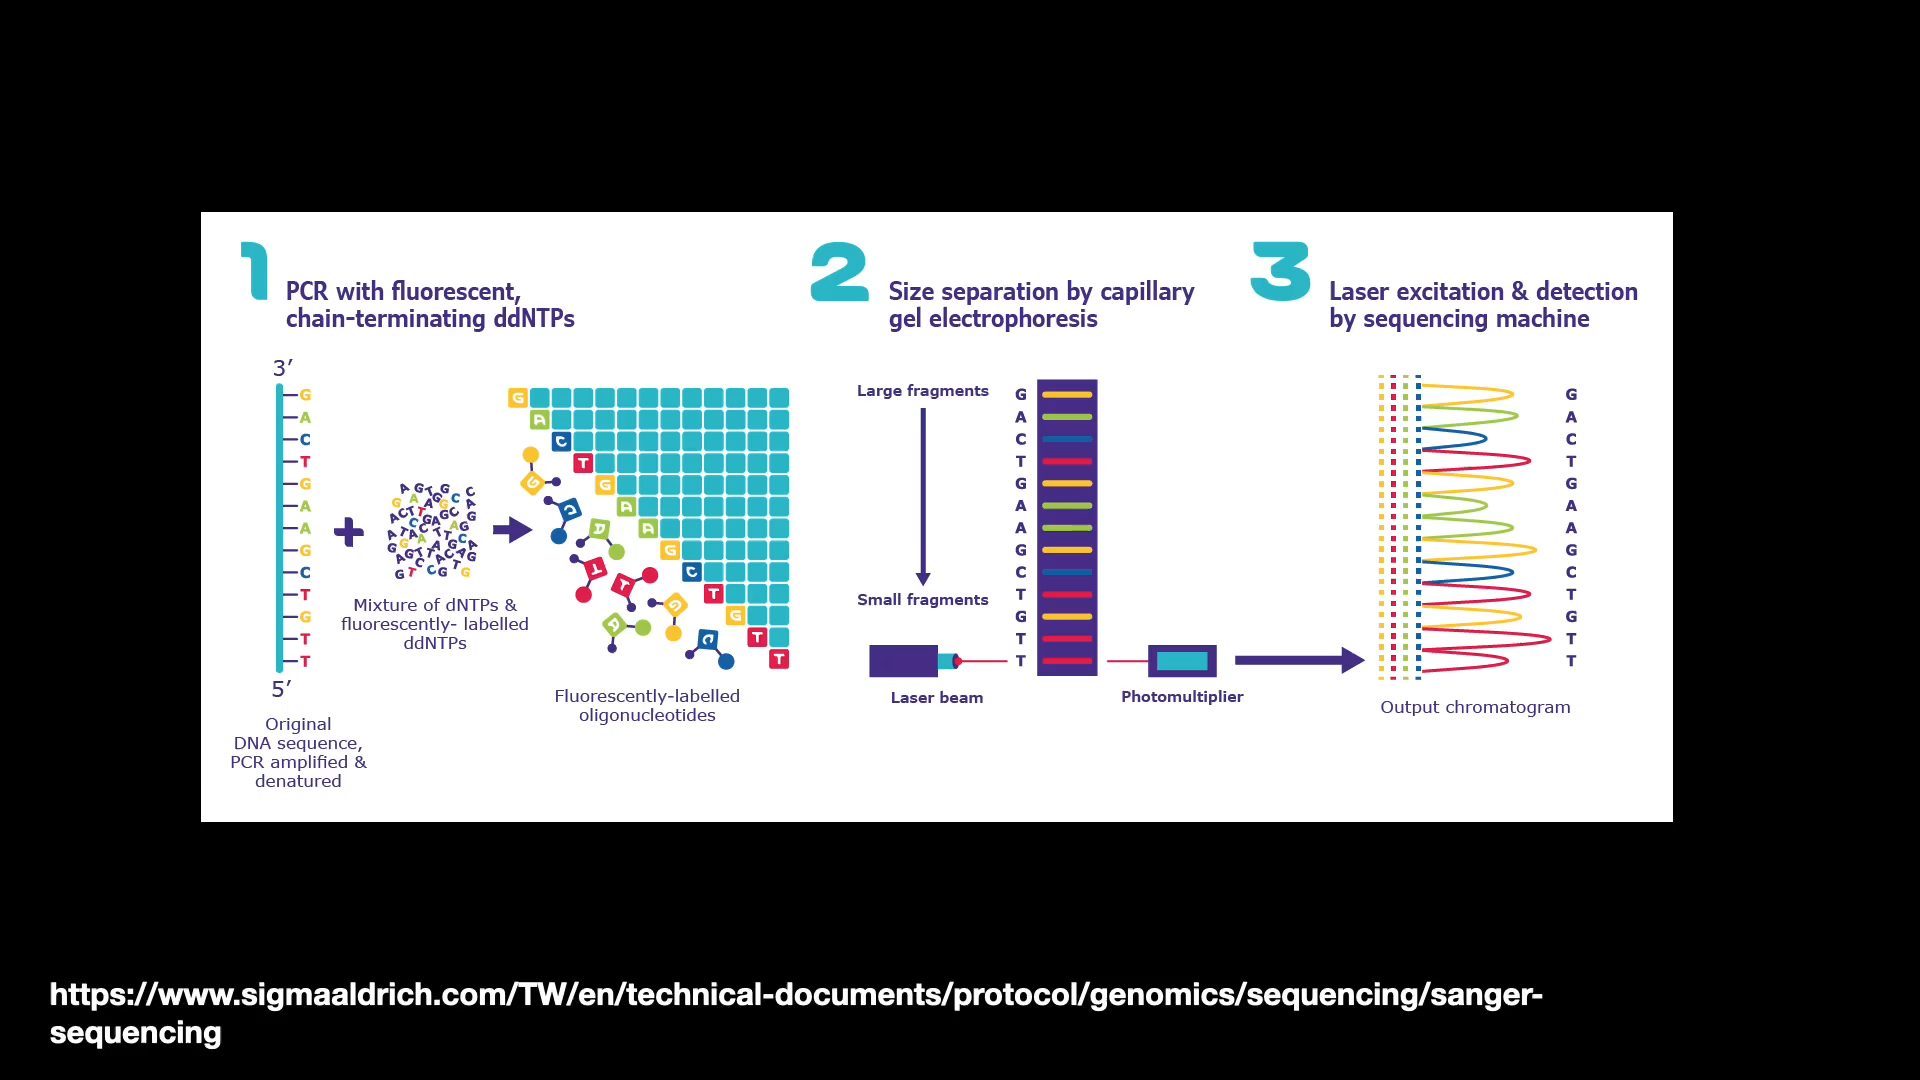 1
PCR with fluorescent,
chain-terminating ddNTPs
3′
G
A
C
T
G
A
A
G
C
T
G
T
T
5′
Original
DNA sequence,
PCR amplified &
denatured
+
Mixture of dNTPs &
fluorescently- labelled
ddNTPs
G
A
C
T
G
A
A
G
C
T
G
T
T
G
C
A
T
T
G
A
C
Fluorescently-labelled
oligonucleotides
2
Size separation by capillary
gel electrophoresis
Large fragments
Small fragments
G
A
C
T
G
A
A
G
C
T
G
T
T
Laser beam
Photomultiplier
3
Laser excitation & detection
by sequencing machine
G
A
C
T
G
A
A
G
C
T
G
T
T
Output chromatogram
https://www.sigmaaldrich.com/TW/en/technical-documents/protocol/genomics/sequencing/sanger-
sequencing